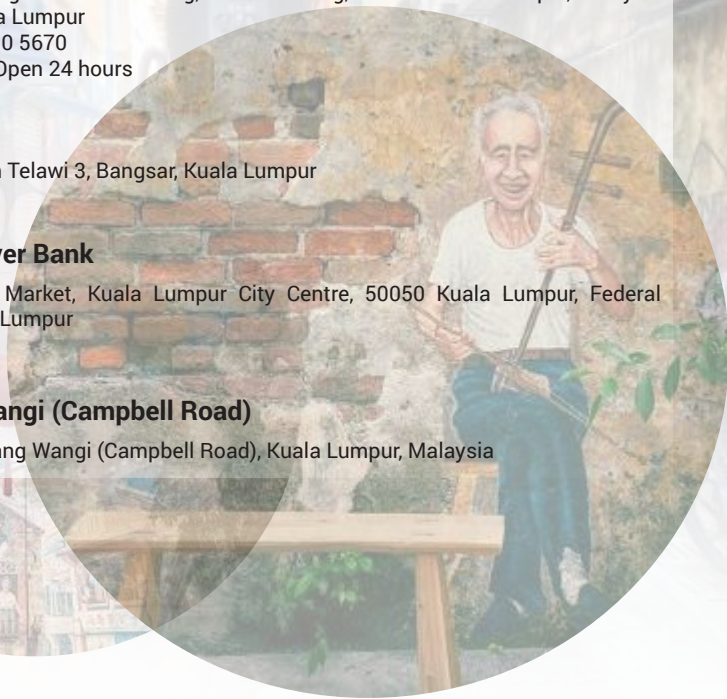 a Lumpur
0 5670
Open 24 hours
Telawi 3, Bangsar, Kuala Lumpur
er Bank
Market, Kuala Lumpur City Centre, 50050 Kuala Lumpur, Federal
Lumpur
angi (Campbell Road)
ang Wangi (Campbell Road), Kuala Lumpur, Malaysia